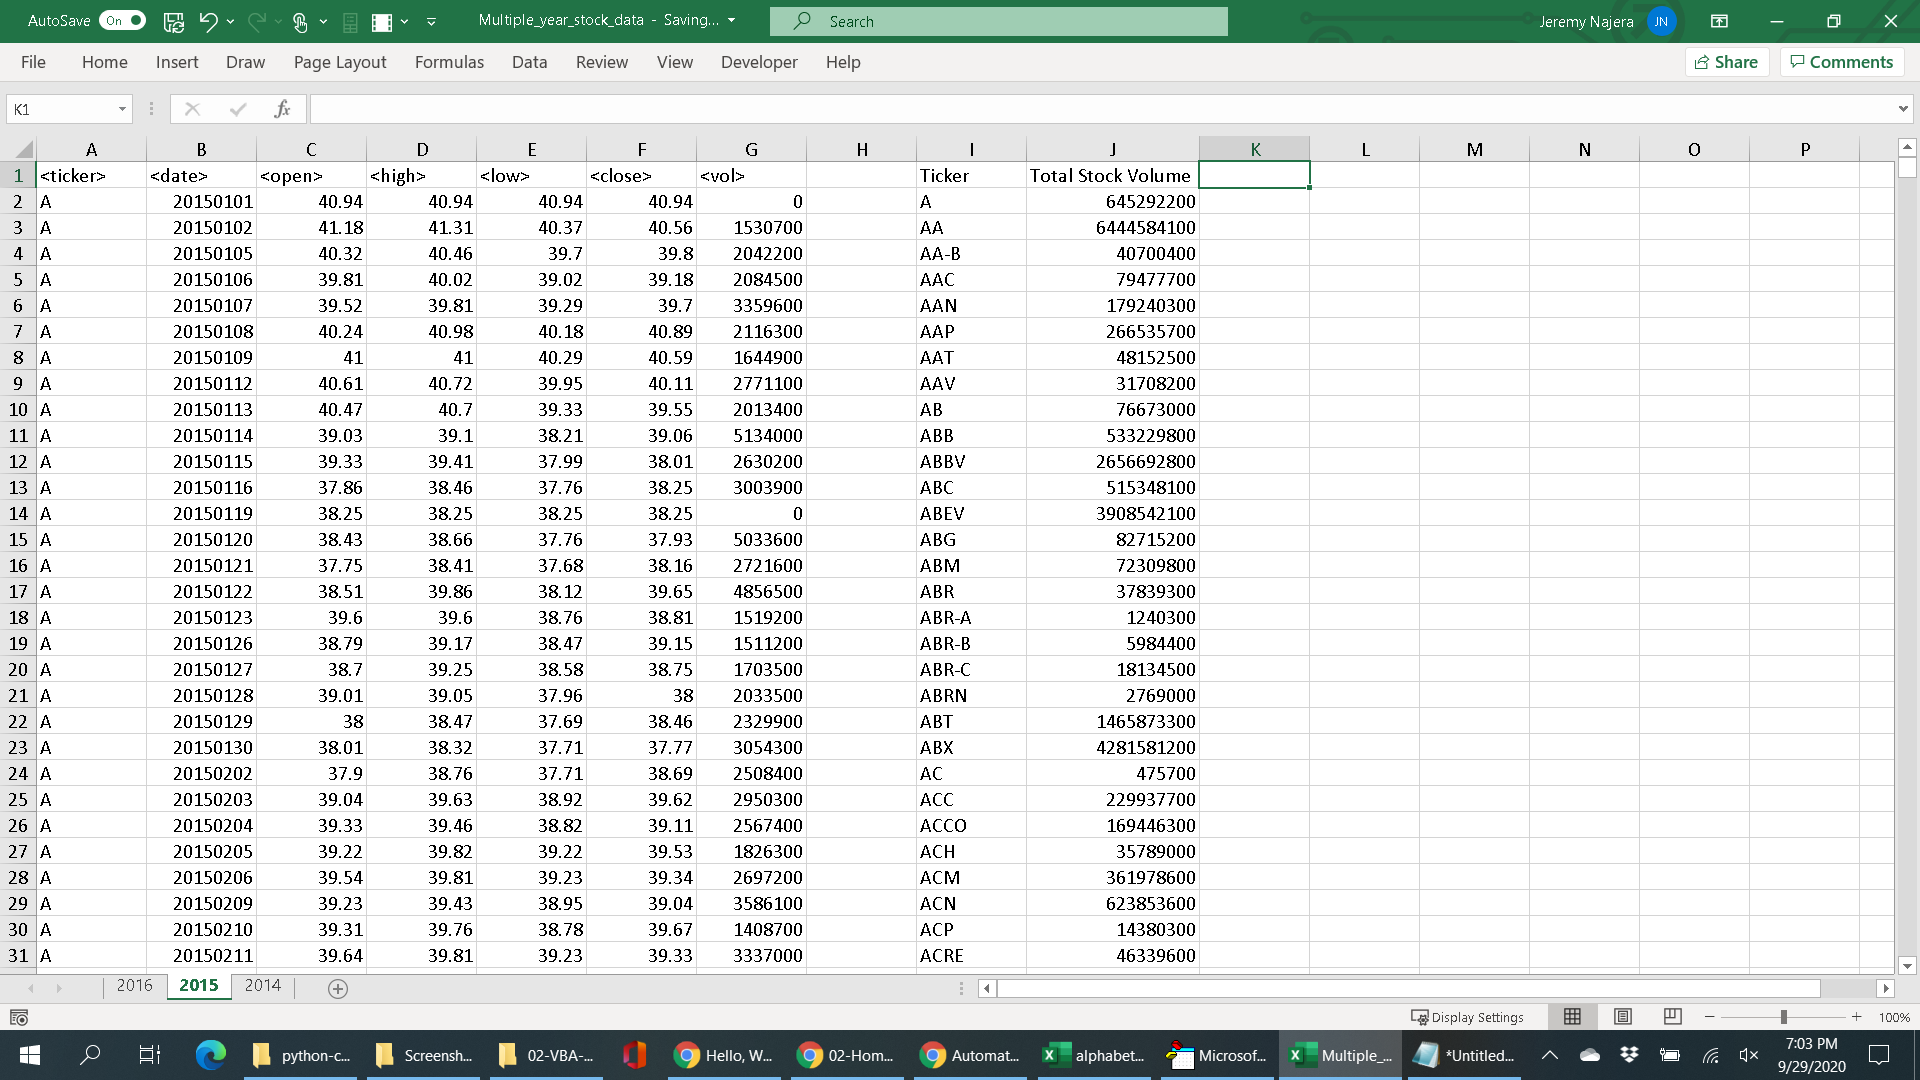 AutoSave On Multiple_year_stock_data - Saving... Search Jeremy Najera JN
File Home Insert Draw Page Layout Formulas Data Review View Developer Help Share Comments
K1 fx
A B C D E F G H I J K L M N O P
1 <ticker> <date> <open> <high> <low> <close> <vol> Ticker Total Stock Volume
2 A 20150101 40.94 40.94 40.94 40.94 0 A 645292200
3 A 20150102 41.18 41.31 40.37 40.56 1530700 AA 6444584100
4 A 20150105 40.32 40.46 39.7 39.8 2042200 AA-B 40700400
5 A 20150106 39.81 40.02 39.02 39.18 2084500 AAC 79477700
6 A 20150107 39.52 39.81 39.29 39.7 3359600 AAN 179240300
7 A 20150108 40.24 40.98 40.18 40.89 2116300 AAP 266535700
8 A 20150109 41 41 40.29 40.59 1644900 AAT 48152500
9 A 20150112 40.61 40.72 39.95 40.11 2771100 AAV 31708200
10 A 20150113 40.47 40.7 39.33 39.55 2013400 AB 76673000
11 A 20150114 39.03 39.1 38.21 39.06 5134000 ABB 533229800
12 A 20150115 39.33 39.41 37.99 38.01 2630200 ABBV 2656692800
13 A 20150116 37.86 38.46 37.76 38.25 3003900 ABC 515348100
14 A 20150119 38.25 38.25 38.25 38.25 0 ABEV 3908542100
15 A 20150120 38.43 38.66 37.76 37.93 5033600 ABG 82715200
16 A 20150121 37.75 38.41 37.68 38.16 2721600 ABM 72309800
17 A 20150122 38.51 39.86 38.12 39.65 4856500 ABR 37839300
18 A 20150123 39.6 39.6 38.76 38.81 1519200 ABR-A 1240300
19 A 20150126 38.79 39.17 38.47 39.15 1511200 ABR-B 5984400
20 A 20150127 38.7 39.25 38.58 38.75 1703500 ABR-C 18134500
21 A 20150128 39.01 39.05 37.96 38 2033500 ABRN 2769000
22 A 20150129 38 38.47 37.69 38.46 2329900 ABT 1465873300
23 A 20150130 38.01 38.32 37.71 37.77 3054300 ABX 4281581200
24 A 20150202 37.9 38.76 37.71 38.69 2508400 AC 475700
25 A 20150203 39.04 39.63 38.92 39.62 2950300 ACC 229937700
26 A 20150204 39.33 39.46 38.82 39.11 2567400 ACCO 169446300
27 A 20150205 39.22 39.82 39.22 39.53 1826300 ACH 35789000
28 A 20150206 39.54 39.81 39.23 39.34 2697200 ACM 361978600
29 A 20150209 39.23 39.43 38.95 39.04 3586100 ACN 623853600
30 A 20150210 39.31 39.76 38.78 39.67 1408700 ACP 14380300
31 A 20150211 39.64 39.81 39.23 39.33 3337000 ACRE 46339600
2016 2015 2014
Display Settings 100%
python-c... Screensh... 02-VBA-... Hello, W... 02-Hom... Automat... alphabet... Microsof... Multiple_... *Untitled...
7:03 PM
9/29/2020